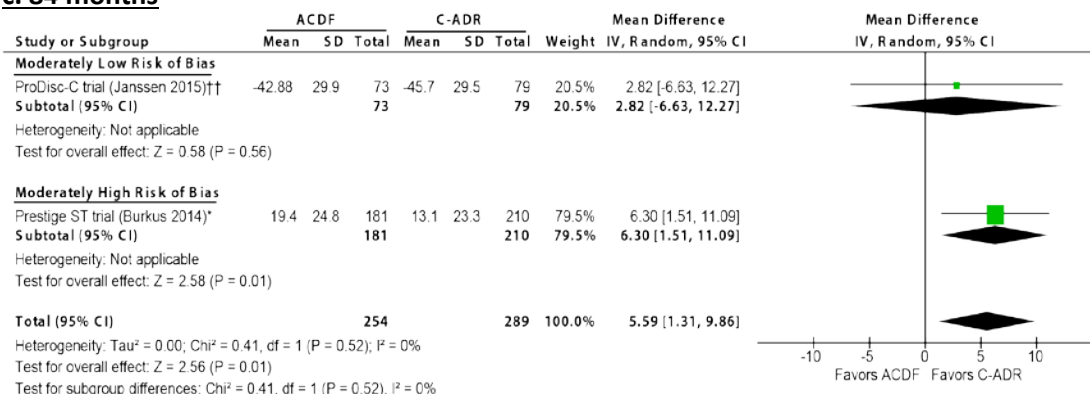 c. 84 months
ACDF C-ADR Mean Difference Mean Difference
Study or Subgroup Mean SD Total Mean SD Total Weight IV, Random, 95% CI IV, Random, 95% CI
Moderately Low Risk of Bias
ProDisc-C trial (Janssen 2015)†† -42.88 29.9 73 -45.7 29.5 79 20.5% 2.82 [-6.63, 12.27]
Subtotal (95% CI) 73 79 20.5% 2.82 [-6.63, 12.27]
Heterogeneity: Not applicable
Test for overall effect: Z = 0.58 (P = 0.56)
Moderately High Risk of Bias
Prestige ST trial (Burkus 2014)* 19.4 24.8 181 13.1 23.3 210 79.5% 6.30 [1.51, 11.09]
Subtotal (95% CI) 181 210 79.5% 6.30 [1.51, 11.09]
Heterogeneity: Not applicable
Test for overall effect: Z = 2.58 (P = 0.01)
Total (95% CI) 254 289 100.0% 5.59 [1.31, 9.86]
Heterogeneity: Tau² = 0.00; Chi² = 0.41, df = 1 (P = 0.52); I² = 0%
Test for overall effect: Z = 2.56 (P = 0.01)
Test for subgroup differences: Chi² = 0.41, df = 1 (P = 0.52), I² = 0%
-10 -5 0 5 10
Favors ACDF Favors C-ADR